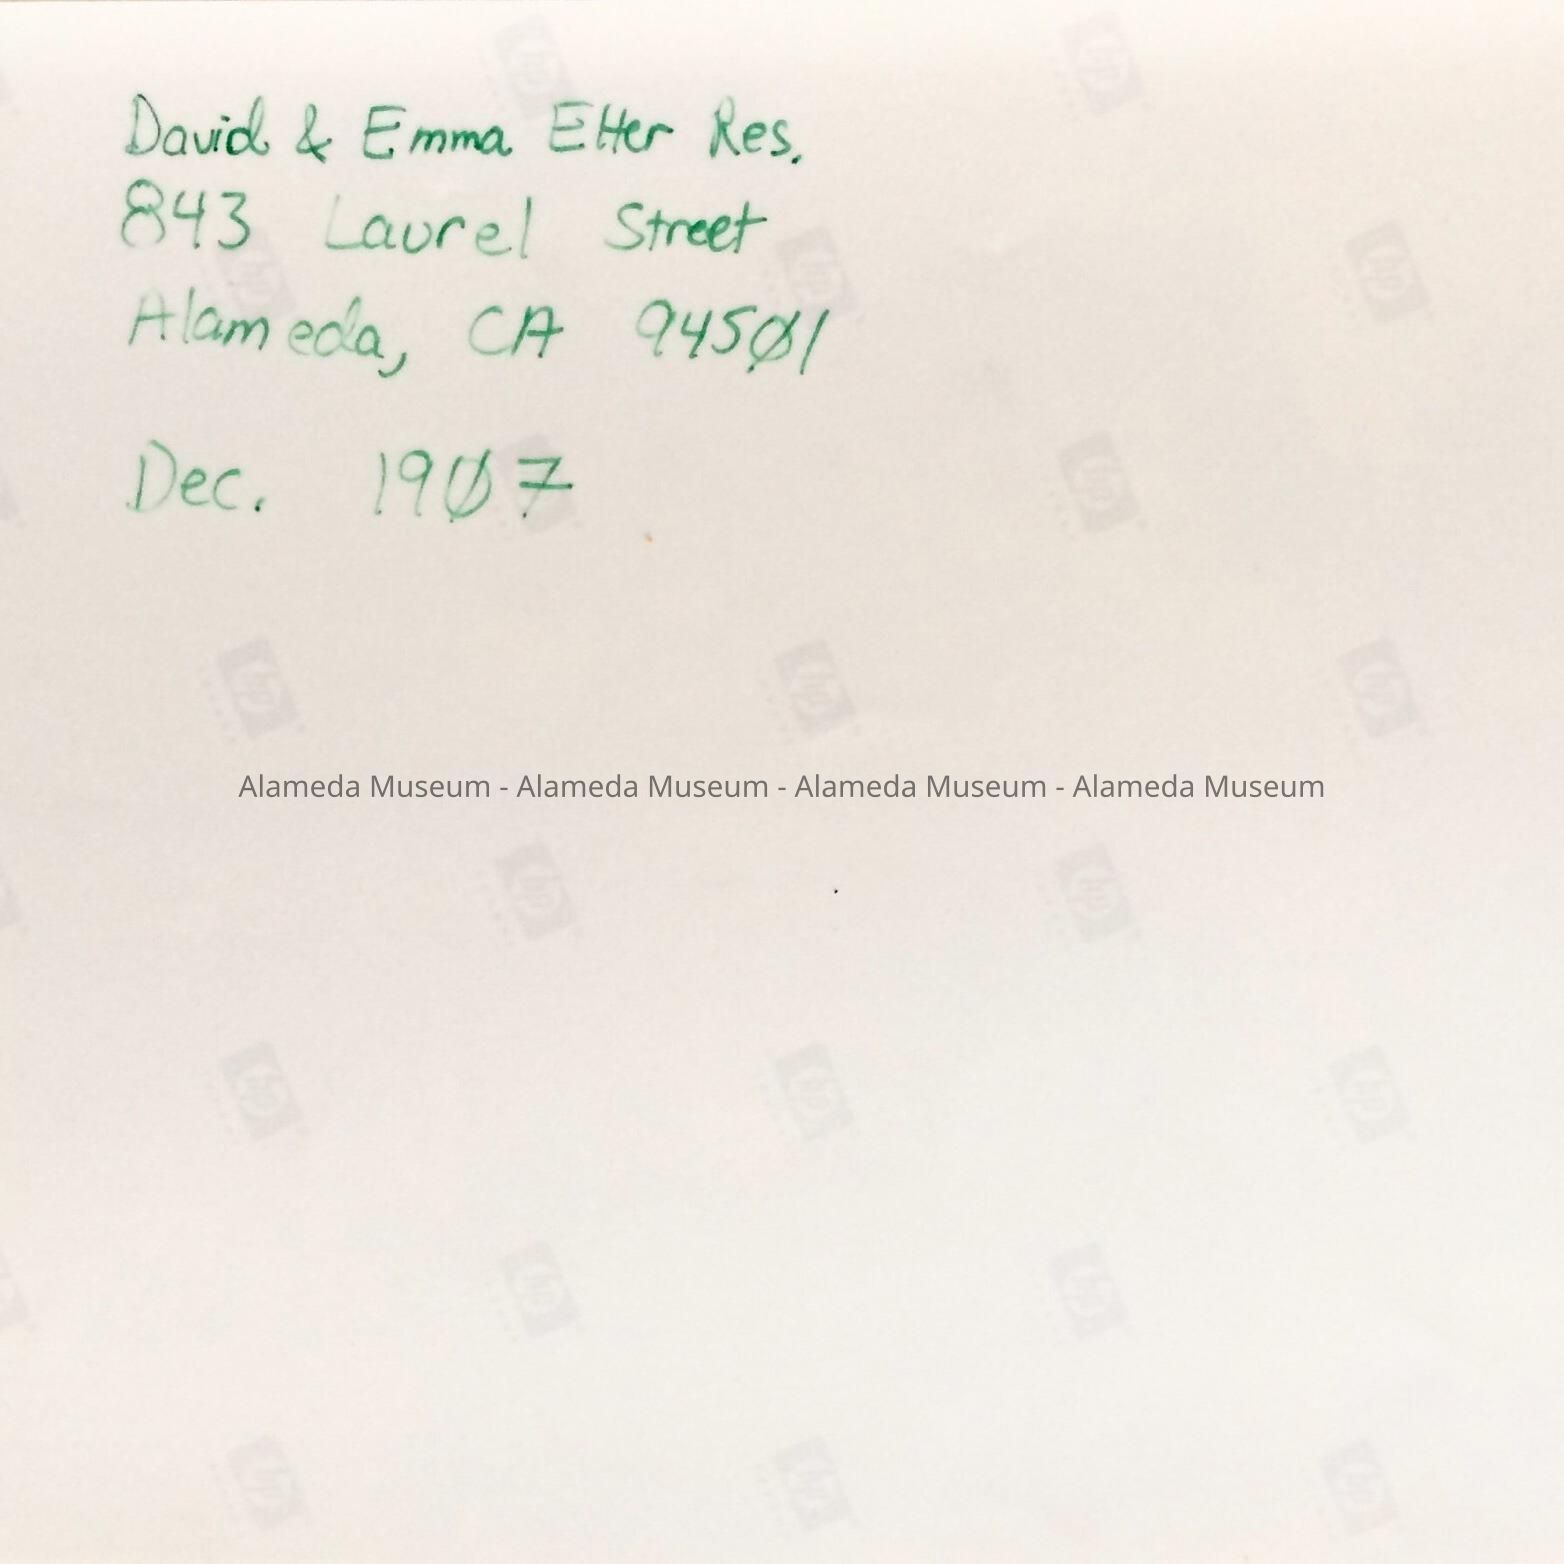 David & Emma Etter Res.
843 Laurel Street
Alameda, CA 94501
Dec. 1907
Alameda Museum - Alameda Museum - Alameda Museum - Alameda Museum